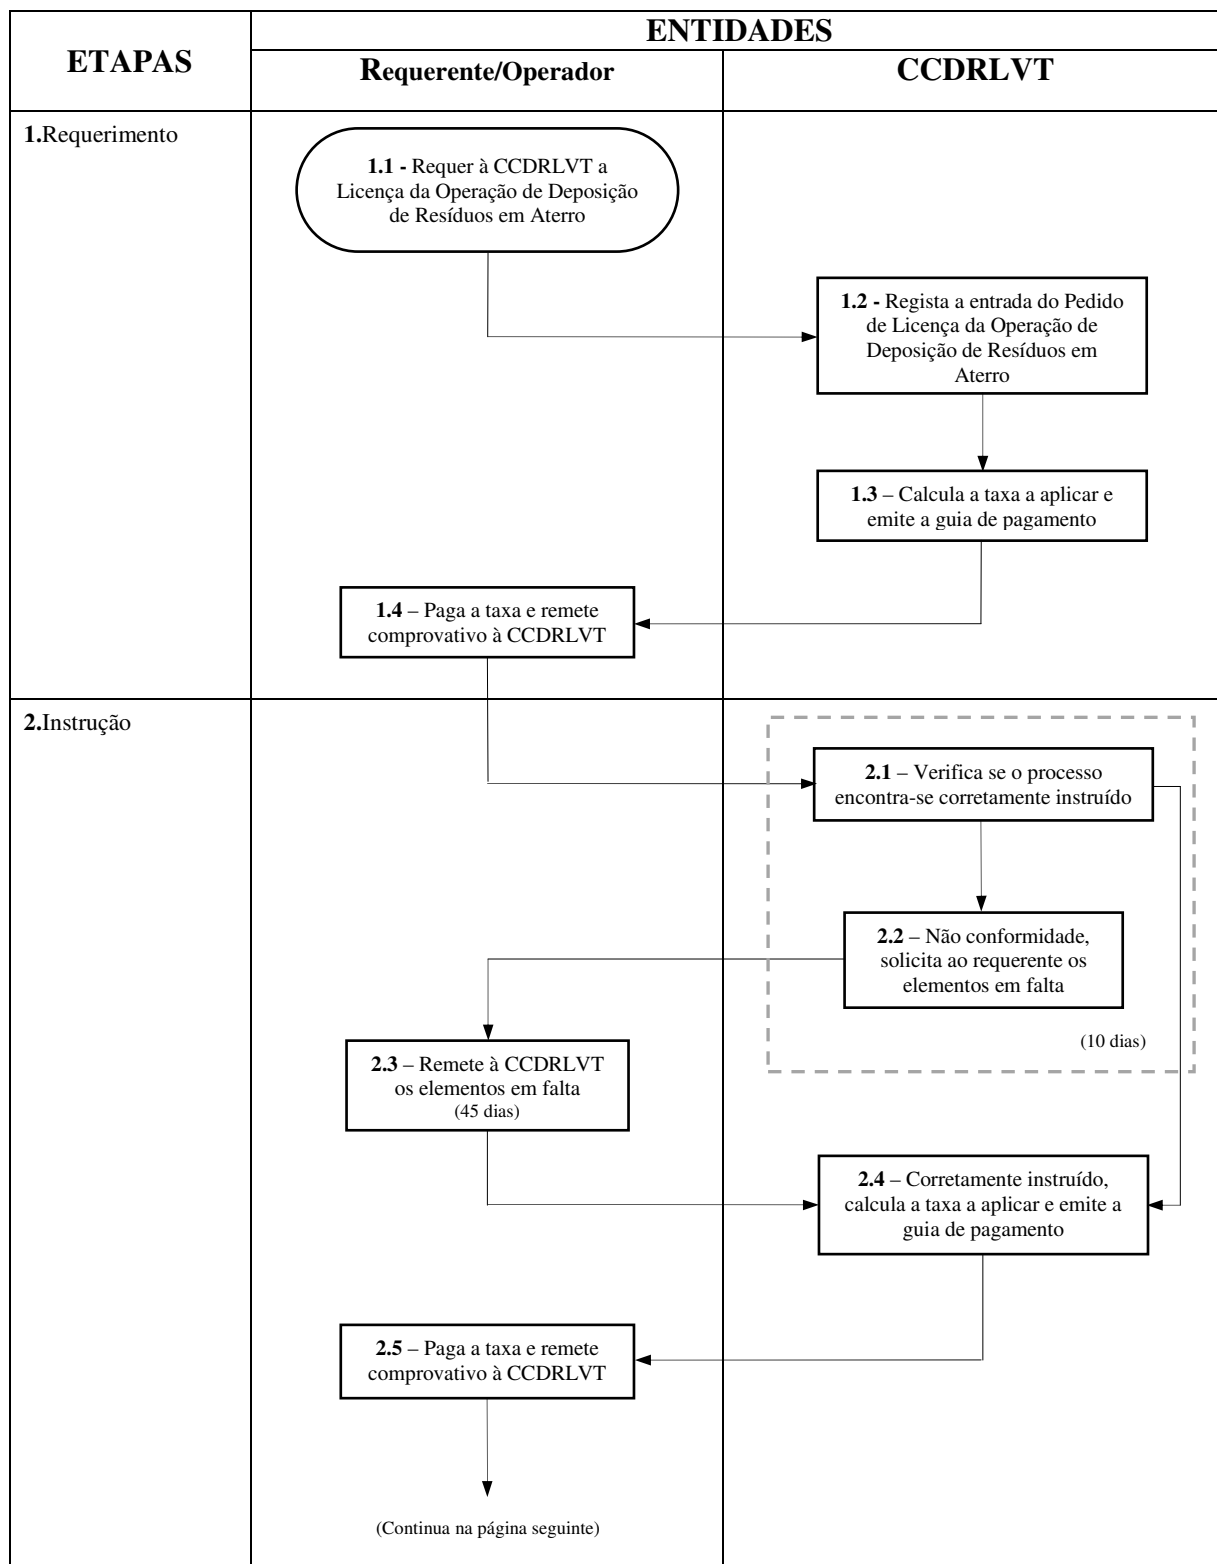 ETAPAS
ENTIDADES
Requerente/Operador
CCDRLVT
1.Requerimento
1.1 - Requer à CCDRLVT a
Licença da Operação de Deposição
de Resíduos em Aterro
1.2 - Regista a entrada do Pedido
de Licença da Operação de
Deposição de Resíduos em
Aterro
1.3 – Calcula a taxa a aplicar e
emite a guia de pagamento
1.4 – Paga a taxa e remete
comprovativo à CCDRLVT
2.Instrução
2.1 – Verifica se o processo
encontra-se corretamente instruído
2.2 – Não conformidade,
solicita ao requerente os
elementos em falta
(10 dias)
2.3 – Remete à CCDRLVT
os elementos em falta
(45 dias)
2.4 – Corretamente instruído,
calcula a taxa a aplicar e emite a
guia de pagamento
2.5 – Paga a taxa e remete
comprovativo à CCDRLVT
(Continua na página seguinte)